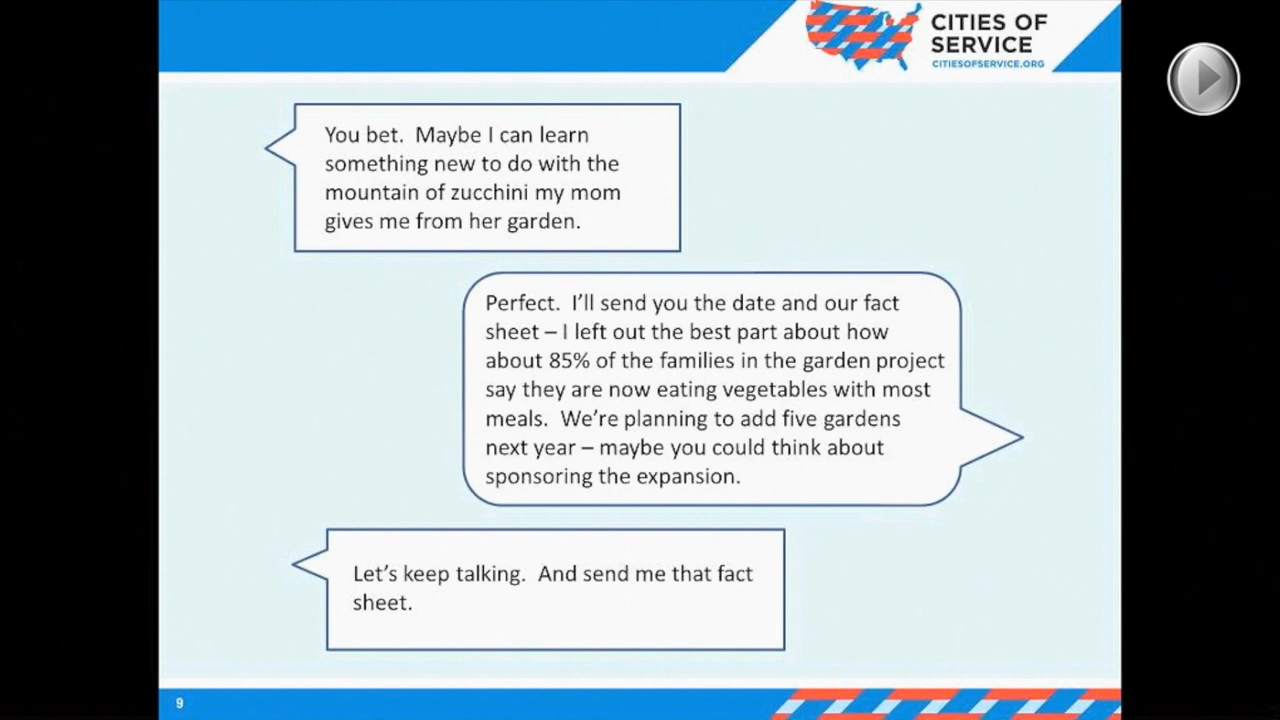 CITIES OF
SERVICE
CITIESOFSERVICE.ORG
You bet.  Maybe I can learn
something new to do with the
mountain of zucchini my mom
gives me from her garden.
Perfect.  I’ll send you the date and our fact
sheet – I left out the best part about how
about 85% of the families in the garden project
say they are now eating vegetables with most
meals.  We’re planning to add five gardens
next year – maybe you could think about
sponsoring the expansion.
Let’s keep talking.  And send me that fact
sheet.
9